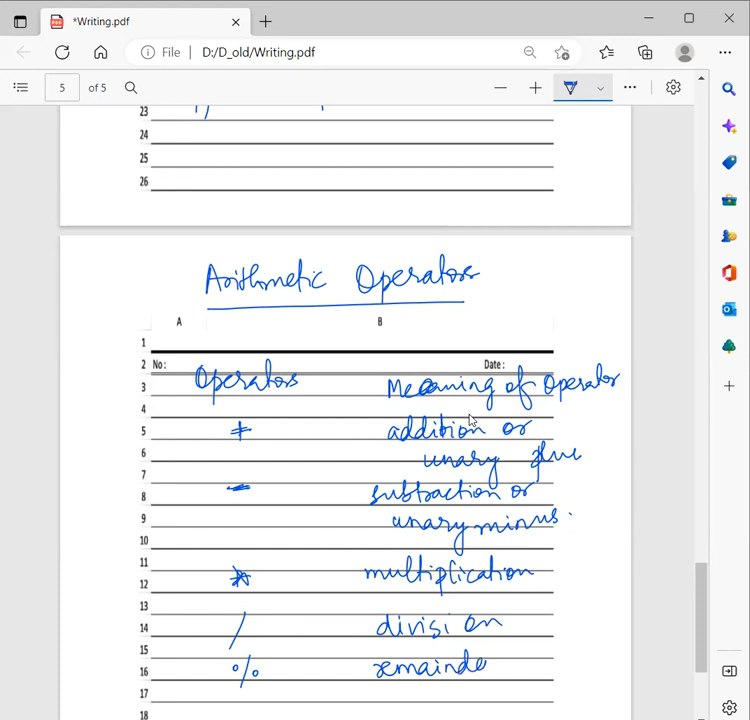 *Writing.pdf
File D:/D_old/Writing.pdf
5 of 5
23
24
25
26
Arithmetic Operators
A B
1
2 No: Date:
Operators Meaning of Operator
3
4
+ addition or
5
unary plus
6
7
- subtraction or
8
unary minus.
9
10
11
* multiplication
12
13
/ division
14
15
% remainde
16
17
18